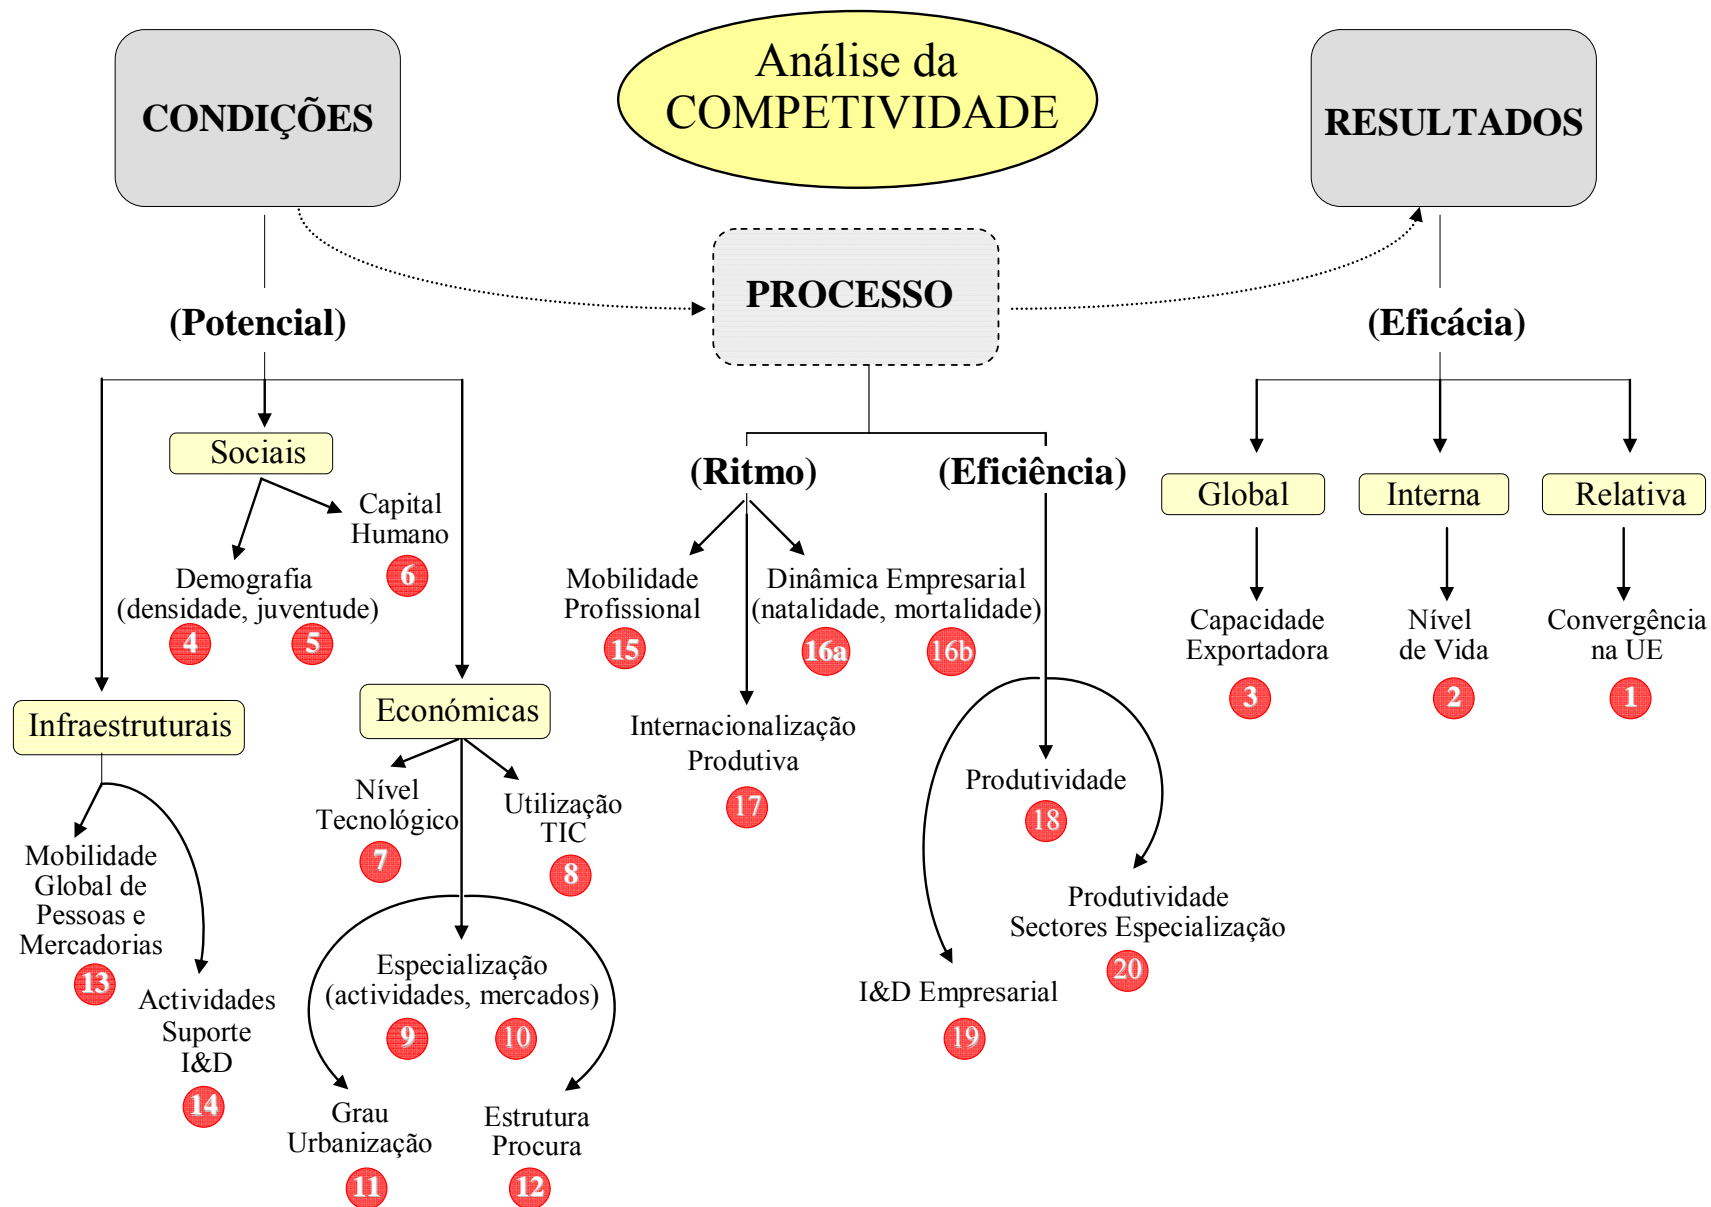 Análise da
COMPETIVIDADE
CONDIÇÕES
(Potencial)
Sociais
Capital
Humano
6
Demografia
(densidade, juventude)
4 5
Infraestruturais
Mobilidade
Global de
Pessoas e
Mercadorias
13
Actividades
Suporte
I&D
14
Económicas
Nível
Tecnológico
7
Utilização
TIC
8
Especialização
(actividades, mercados)
9 10
Grau
Urbanização
11
Estrutura
Procura
12
PROCESSO
(Ritmo)
Mobilidade
Profissional
15
Dinâmica Empresarial
(natalidade, mortalidade)
16a 16b
Internacionalização
Produtiva
17
(Eficiência)
Produtividade
18
Produtividade
Sectores Especialização
20
I&D Empresarial
19
RESULTADOS
(Eficácia)
Global
Capacidade
Exportadora
3
Interna
Nível
de Vida
2
Relativa
Convergência
na UE
1